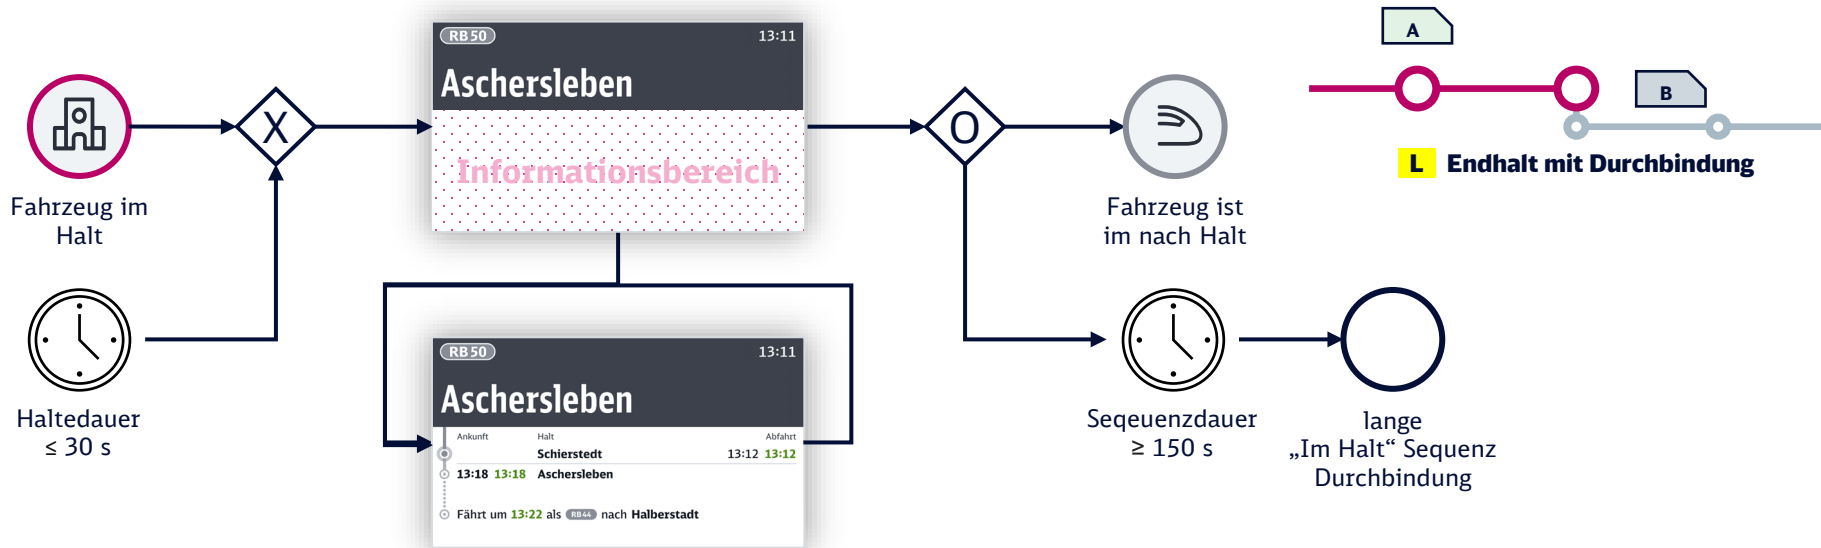 Fahrzeug im
Halt
Haltedauer
≤ 30 s
X
RB 50 13:11
Aschersleben
Informationsbereich
RB 50 13:11
Aschersleben
Ankunft Halt Abfahrt
Schierstedt 13:12 13:12
13:18 13:18 Aschersleben
Fährt um 13:22 als RB44 nach Halberstadt
O
Fahrzeug ist
im nach Halt
Seqeuenzdauer
≥ 150 s
lange
„Im Halt“ Sequenz
Durchbindung
A
B
L Endhalt mit Durchbindung